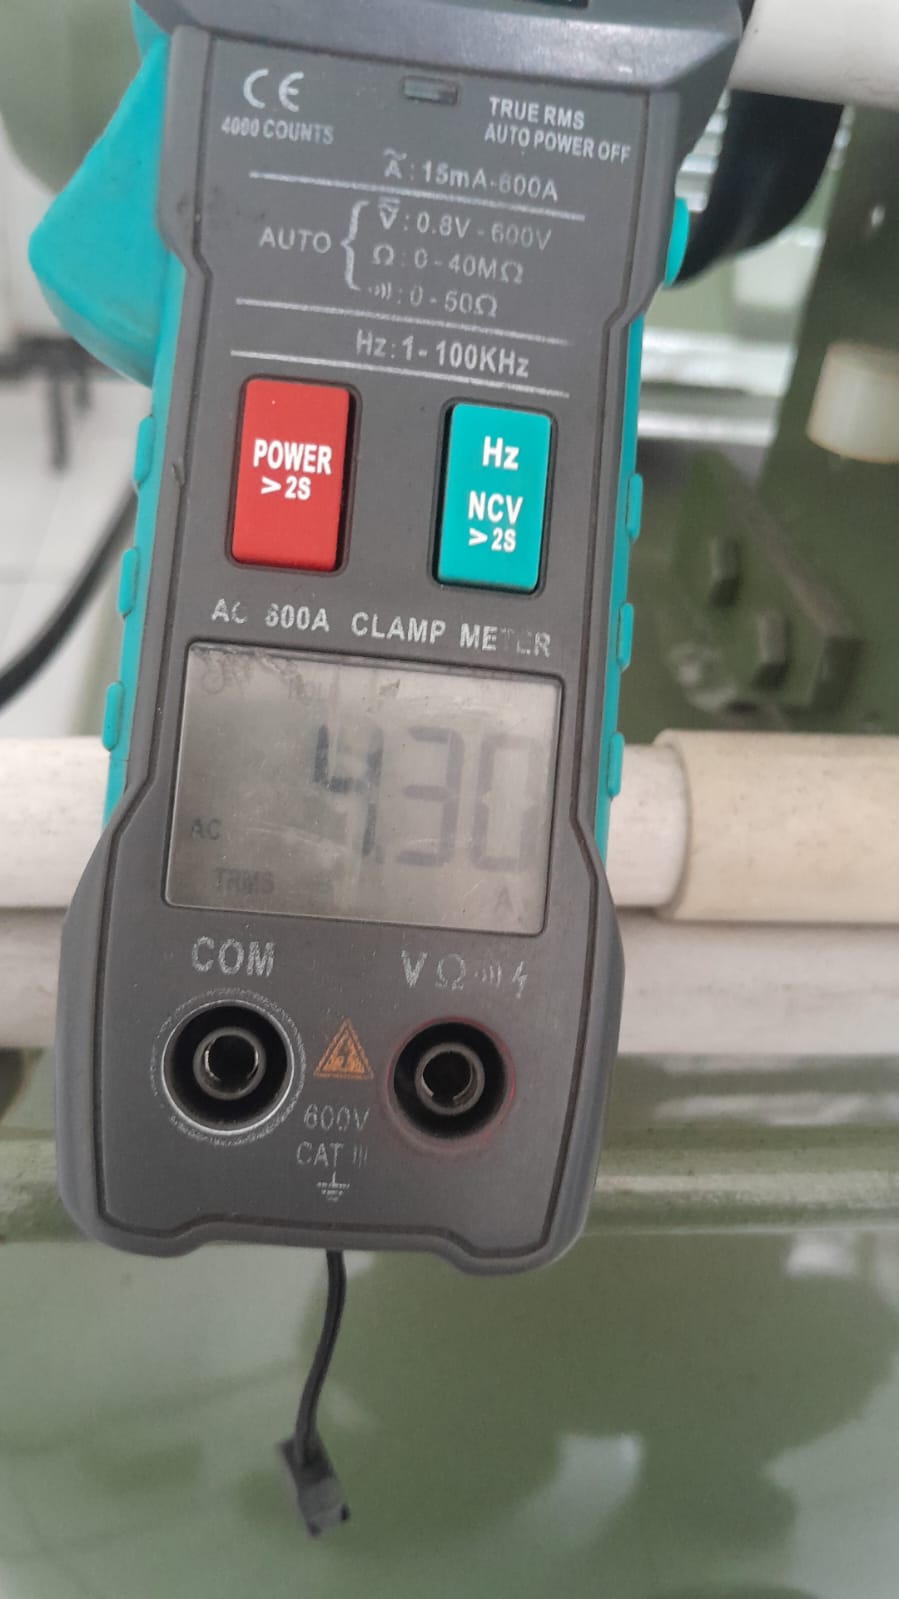 CE
4000 COUNTS
TRUE RMS
AUTO POWER OFF
Ã : 15mA-600A
AUTO
V : 0.8V - 600V
Ω : 0 - 40MΩ
0 - 50Ω
Hz : 1 - 100KHz
POWER
> 2S
Hz
NCV
> 2S
AC 600A CLAMP METER
HOLD
4.30
AC
TRMS
A
COM
V Ω
600V
CAT III